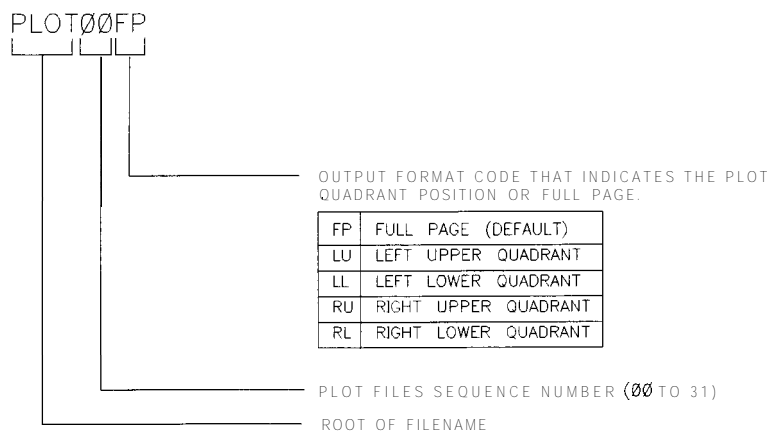 PLOTØØFP
OUTPUT FORMAT CODE THAT INDICATES THE PLOT
QUADRANT POSITION OR FULL PAGE.
FP FULL PAGE (DEFAULT)
LU LEFT UPPER QUADRANT
LL LEFT LOWER QUADRANT
RU RIGHT UPPER QUADRANT
RL RIGHT LOWER QUADRANT
PLOT FILES SEQUENCE NUMBER (ØØ TO 31)
ROOT OF FILENAME